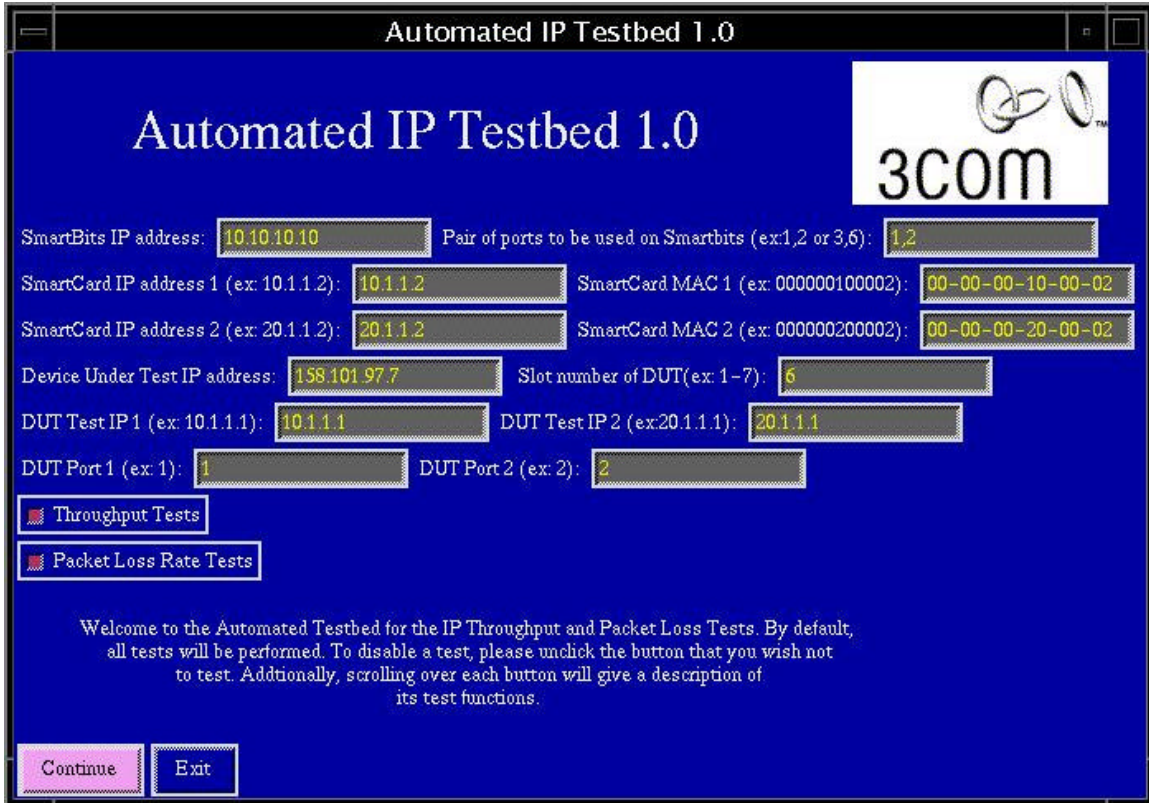 Automated IP Testbed 1.0
Automated IP Testbed 1.0
TM
3COM
SmartBits IP address: 10.10.10.10 Pair of ports to be used on Smartbits (ex:1,2 or 3,6): 1,2
SmartCard IP address 1 (ex: 10.1.1.2): 10.1.1.2 SmartCard MAC 1 (ex: 000000100002): 00-00-00-10-00-02
SmartCard IP address 2 (ex: 20.1.1.2): 20.1.1.2 SmartCard MAC 2 (ex: 000000200002): 00-00-00-20-00-02
Device Under Test IP address: 158.101.97.7 Slot number of DUT(ex: 1-7): 6
DUT Test IP 1 (ex: 10.1.1.1): 10.1.1.1 DUT Test IP 2 (ex:20.1.1.1): 20.1.1.1
DUT Port 1 (ex: 1): 1 DUT Port 2 (ex: 2): 2
Throughput Tests
Packet Loss Rate Tests
Welcome to the Automated Testbed for the IP Throughput and Packet Loss Tests. By default,
all tests will be performed. To disable a test, please unclick the button that you wish not
to test. Addtionally, scrolling over each button will give a description of
its test functions.
Continue Exit